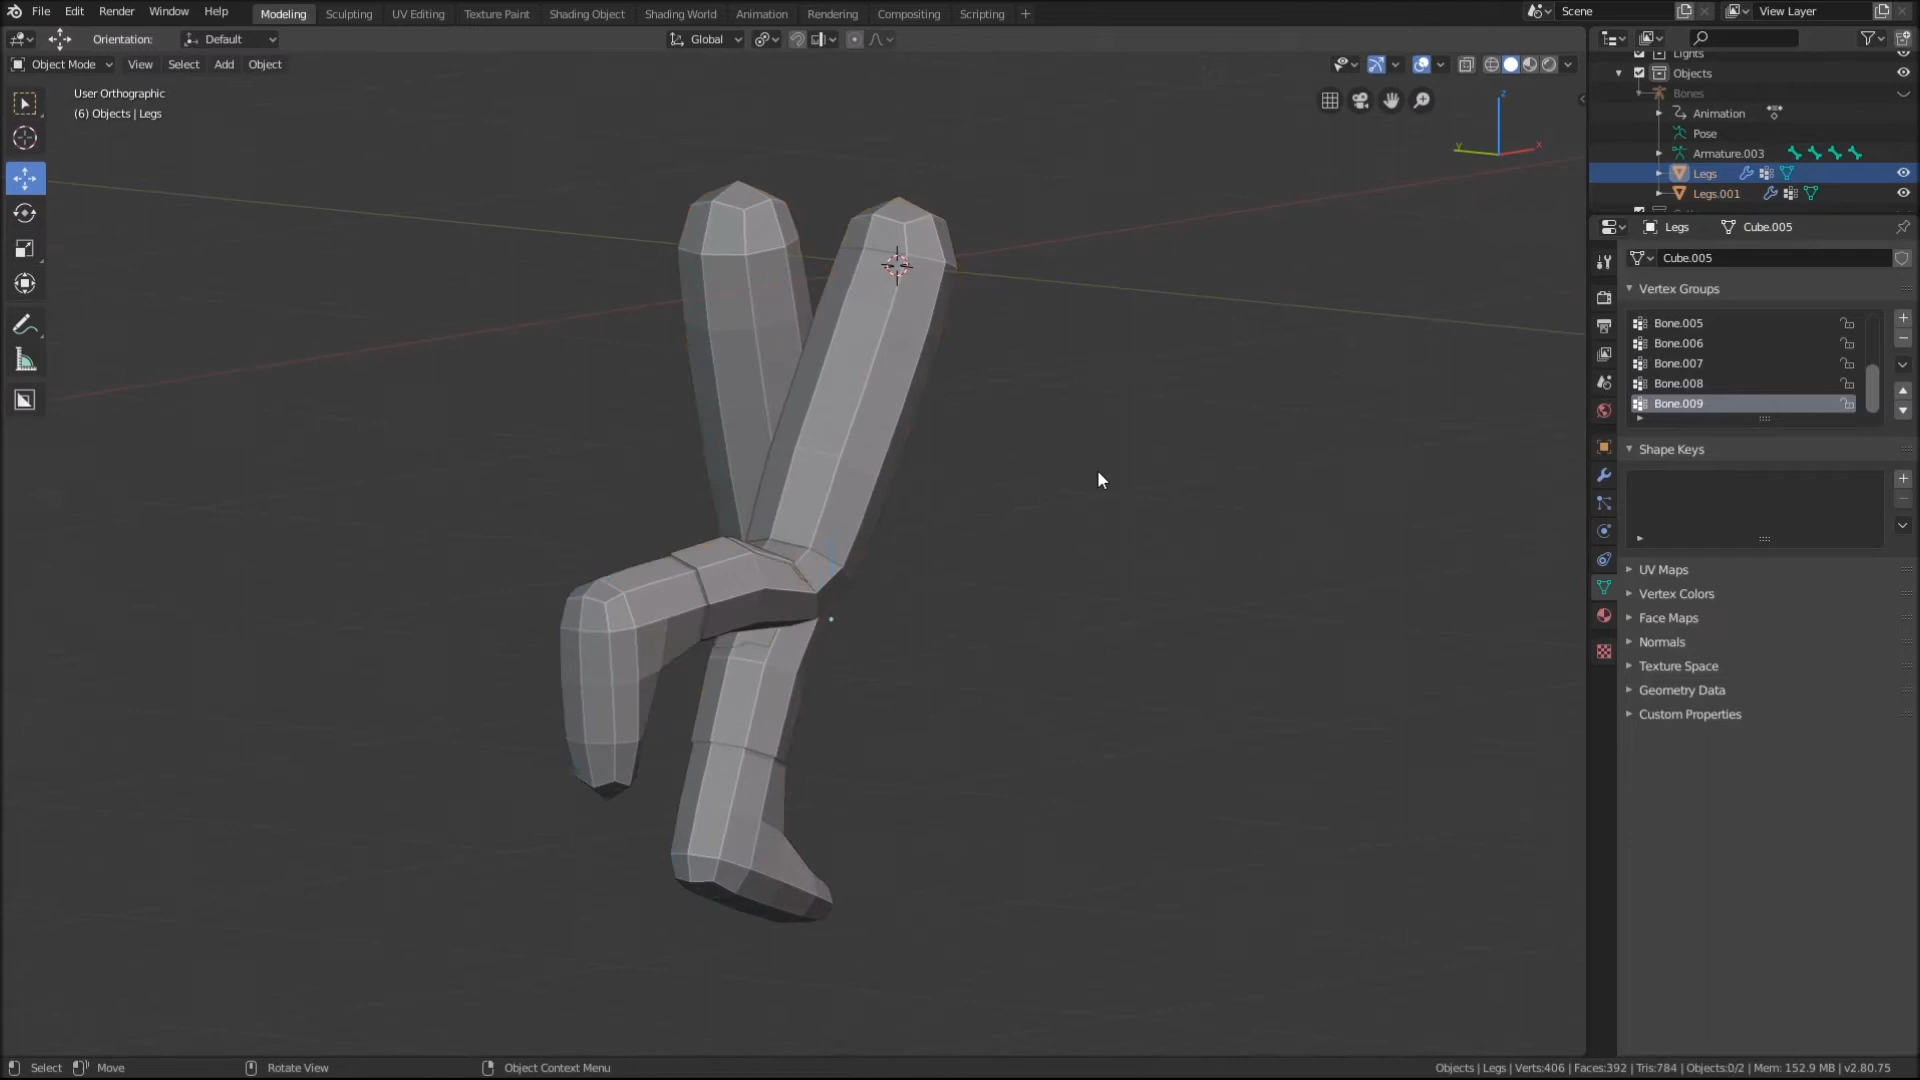 File Edit Render Window Help Modeling Sculpting UV Editing Texture Paint Shading Object Shading World Animation Rendering Compositing Scripting + Scene View Layer
Orientation: Default Global
Object Mode View Select Add Object
User Orthographic
(6) Objects | Legs
Z
Y X
Lights
Objects
Bones
Animation
Pose
Armature.003
Legs
Legs.001
Legs Cube.005
Cube.005
Vertex Groups
Bone.005
Bone.006
Bone.007
Bone.008
Bone.009
Shape Keys
UV Maps
Vertex Colors
Face Maps
Normals
Texture Space
Geometry Data
Custom Properties
Select Move Rotate View Object Context Menu Objects | Legs | Verts:406 | Faces:392 | Tris:784 | Objects:0/2 | Mem: 152.9 MB | v2.80.75